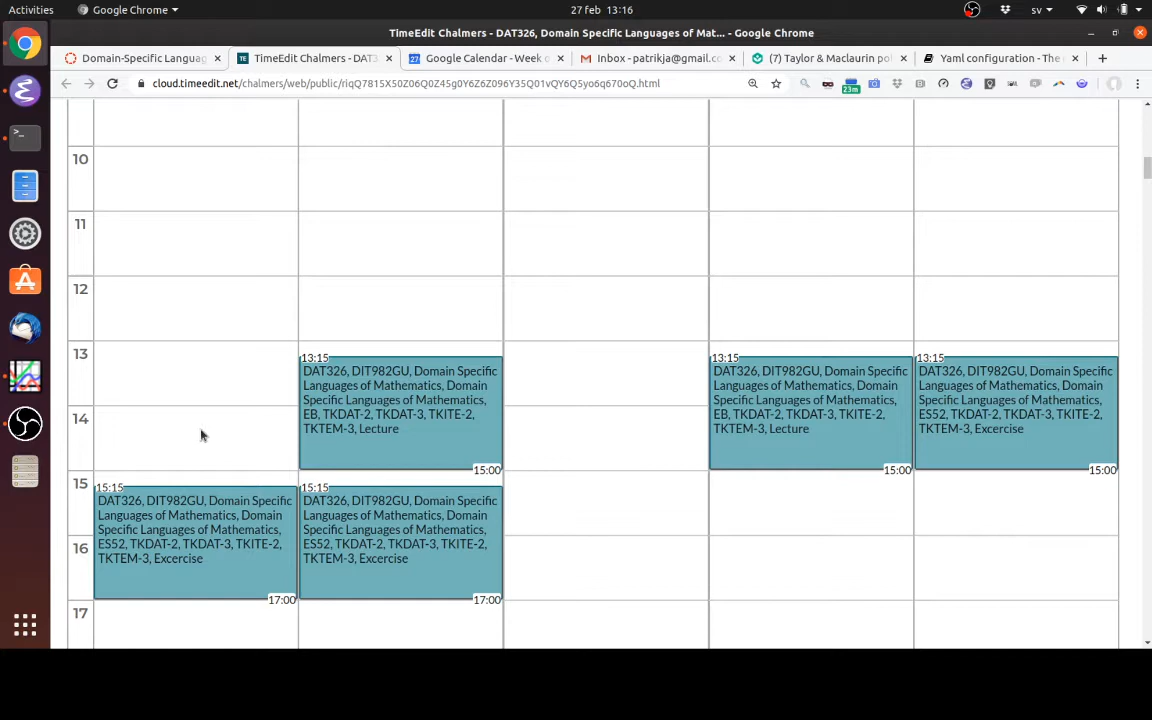 Activities
Google Chrome
27 feb 13:16
sv
TimeEdit Chalmers - DAT326, Domain Specific Languages of Mat... - Google Chrome
Domain-Specific Languag
TimeEdit Chalmers - DAT3
Google Calendar - Week o
Inbox - patrikja@gmail.c
(7) Taylor & Maclaurin pol
Yaml configuration - The
cloud.timeedit.net/chalmers/web/public/riqQ7815X50Z06Q0Z45g0Y6Z6Z096Y35Q01vY6Q5yo6q67ooQ.html
23m
10
11
12
13
14
15
16
17
13:15
DAT326, DIT982GU, Domain Specific
Languages of Mathematics, Domain
Specific Languages of Mathematics,
EB, TKDAT-2, TKDAT-3, TKITE-2,
TKTEM-3, Lecture
15:00
13:15
DAT326, DIT982GU, Domain Specific
Languages of Mathematics, Domain
Specific Languages of Mathematics,
EB, TKDAT-2, TKDAT-3, TKITE-2,
TKTEM-3, Lecture
15:00
13:15
DAT326, DIT982GU, Domain Specific
Languages of Mathematics, Domain
Specific Languages of Mathematics,
ES52, TKDAT-2, TKDAT-3, TKITE-2,
TKTEM-3, Excercise
15:00
15:15
DAT326, DIT982GU, Domain Specific
Languages of Mathematics, Domain
Specific Languages of Mathematics,
ES52, TKDAT-2, TKDAT-3, TKITE-2,
TKTEM-3, Excercise
17:00
15:15
DAT326, DIT982GU, Domain Specific
Languages of Mathematics, Domain
Specific Languages of Mathematics,
ES52, TKDAT-2, TKDAT-3, TKITE-2,
TKTEM-3, Excercise
17:00